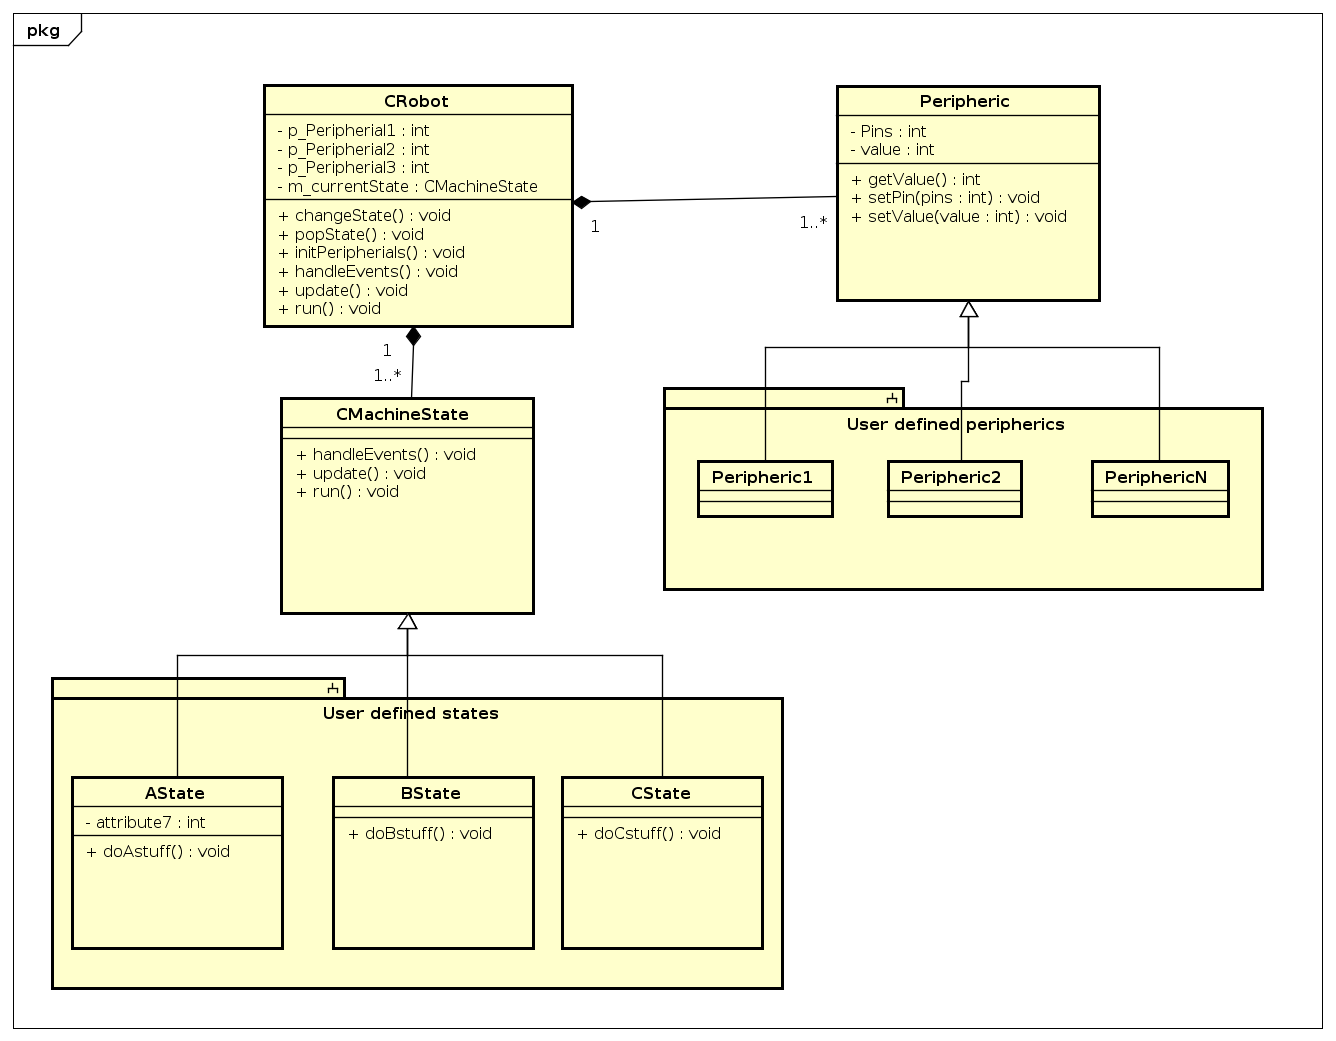 pkg
CRobot
- p_Peripherial1 : int
- p_Peripherial2 : int
- p_Peripherial3 : int
- m_currentState : CMachineState
+ changeState() : void
+ popState() : void
+ initPeripherials() : void
+ handleEvents() : void
+ update() : void
+ run() : void
Peripheric
- Pins : int
- value : int
+ getValue() : int
+ setPin(pins : int) : void
+ setValue(value : int) : void
1
1..*
1
1..*
CMachineState
+ handleEvents() : void
+ update() : void
+ run() : void
User defined peripherics
Peripheric1
Peripheric2
PeriphericN
User defined states
AState
- attribute7 : int
+ doAstuff() : void
BState
+ doBstuff() : void
CState
+ doCstuff() : void